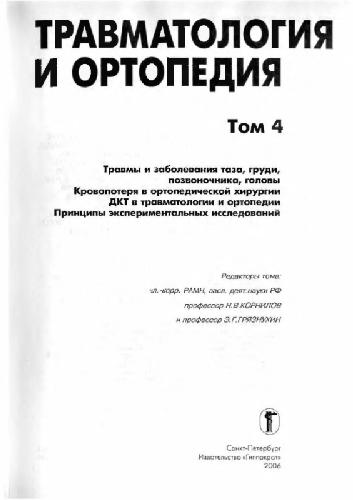 ТРАВМАТОЛОГИЯ
И ОРТОПЕДИЯ
Том 4
Травмы и заболевания таза, груди,
позвоночника, головы
Кровопотеря в ортопедической хирургии
ДКТ в травматологии и ортопедии
Принципы экспериментальных исследований
Редакторы тома:
чл.-корр. РАМН, засл. деят. науки РФ
профессор Н.В.КОРНИЛОВ
и профессор Э.Г.ГРЯЗНУХИН
Санкт-Петербург
Издательство «Гиппократ»
2006